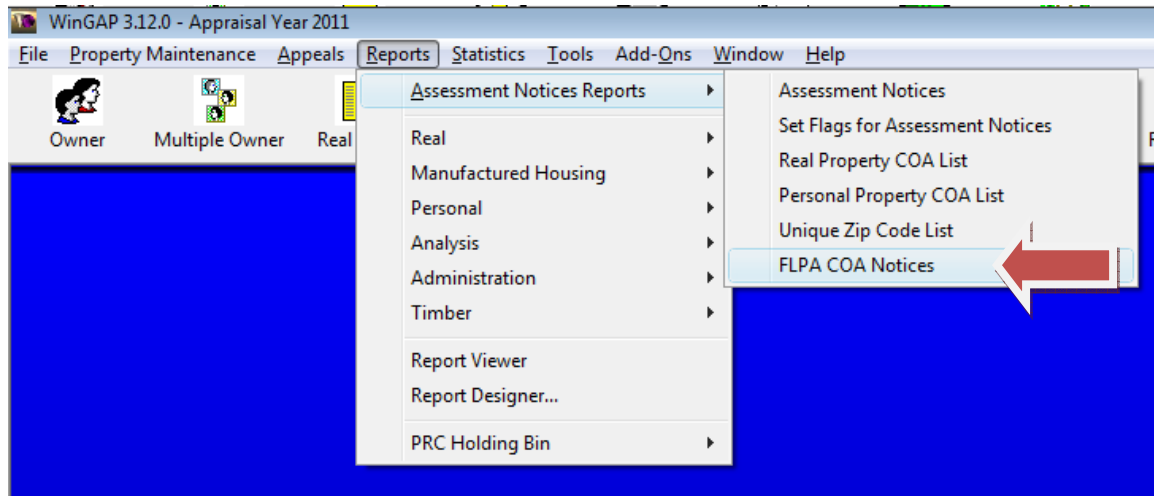 WinGAP 3.12.0 - Appraisal Year 2011
File Property Maintenance Appeals Reports Statistics Tools Add-Ons Window Help
Owner Multiple Owner Real
Assessment Notices Reports
Real
Manufactured Housing
Personal
Analysis
Administration
Timber
Report Viewer
Report Designer...
PRC Holding Bin
Assessment Notices
Set Flags for Assessment Notices
Real Property COA List
Personal Property COA List
Unique Zip Code List
FLPA COA Notices